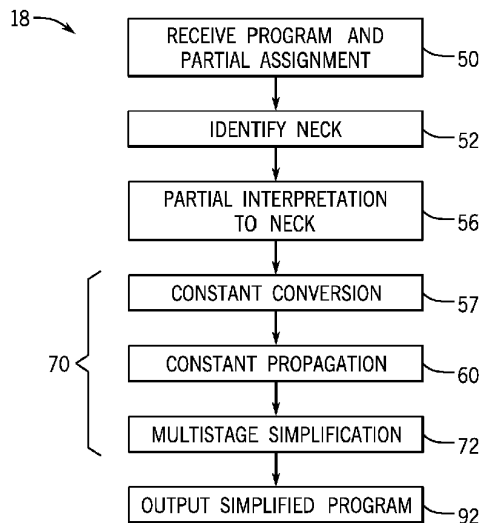 18
RECEIVE PROGRAM AND
PARTIAL ASSIGNMENT
50
IDENTIFY NECK
52
PARTIAL INTERPRETATION
TO NECK
56
CONSTANT CONVERSION
57
70
CONSTANT PROPAGATION
60
MULTISTAGE SIMPLIFICATION
72
OUTPUT SIMPLIFIED PROGRAM
92